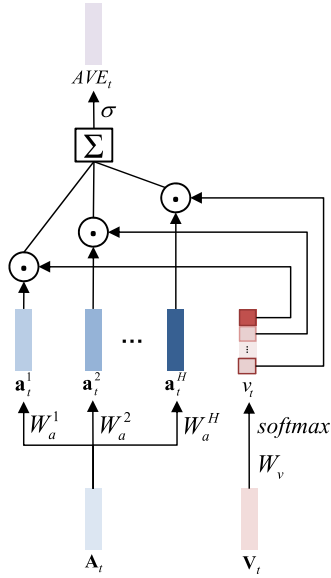 AVE_t
σ
Σ
...
a_t^1 a_t^2 a_t^H v_t
W_a^1 W_a^2 W_a^H softmax
W_v
A_t V_t